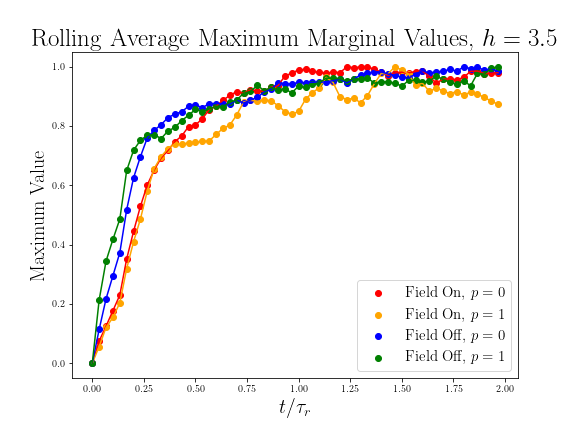 Rolling Average Maximum Marginal Values, $h = 3.5$
Maximum Value
1.0
0.8
0.6
0.4
0.2
0.0
0.00 0.25 0.50 0.75 1.00 1.25 1.50 1.75 2.00
$t/\tau_r$
Field On, $p = 0$
Field On, $p = 1$
Field Off, $p = 0$
Field Off, $p = 1$